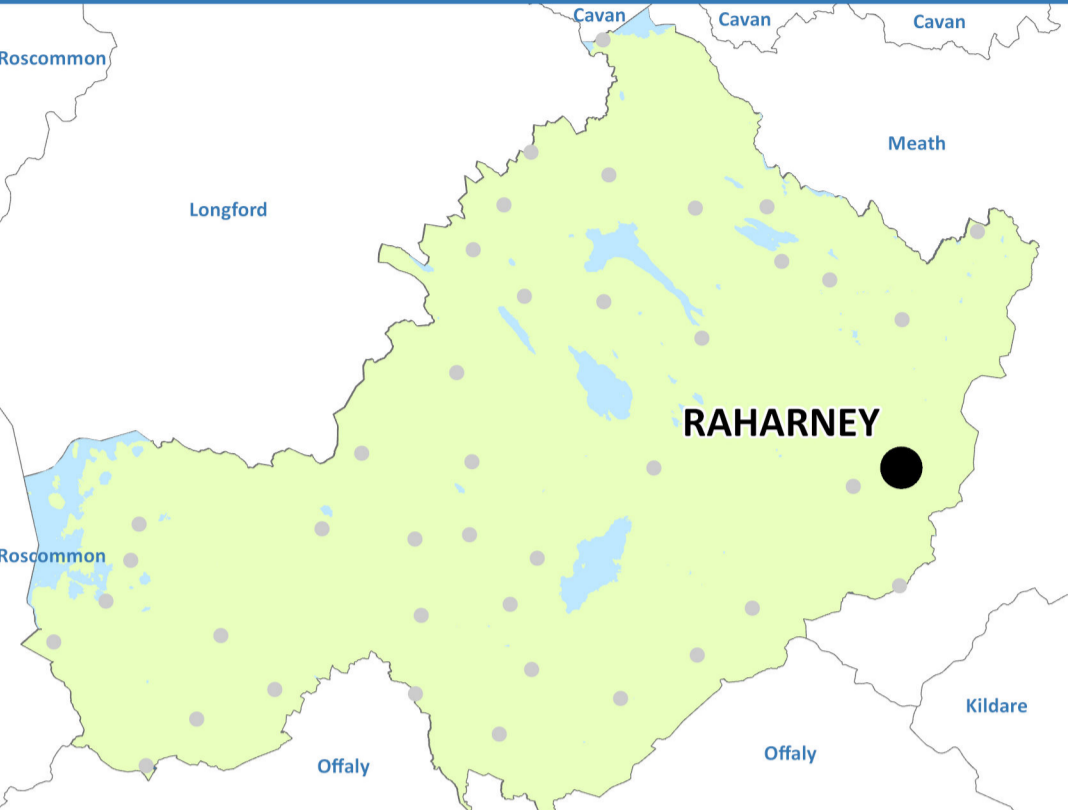 Cavan
Cavan
Cavan
Roscommon
Meath
Longford
RAHARNEY
Roscommon
Kildare
Offaly
Offaly